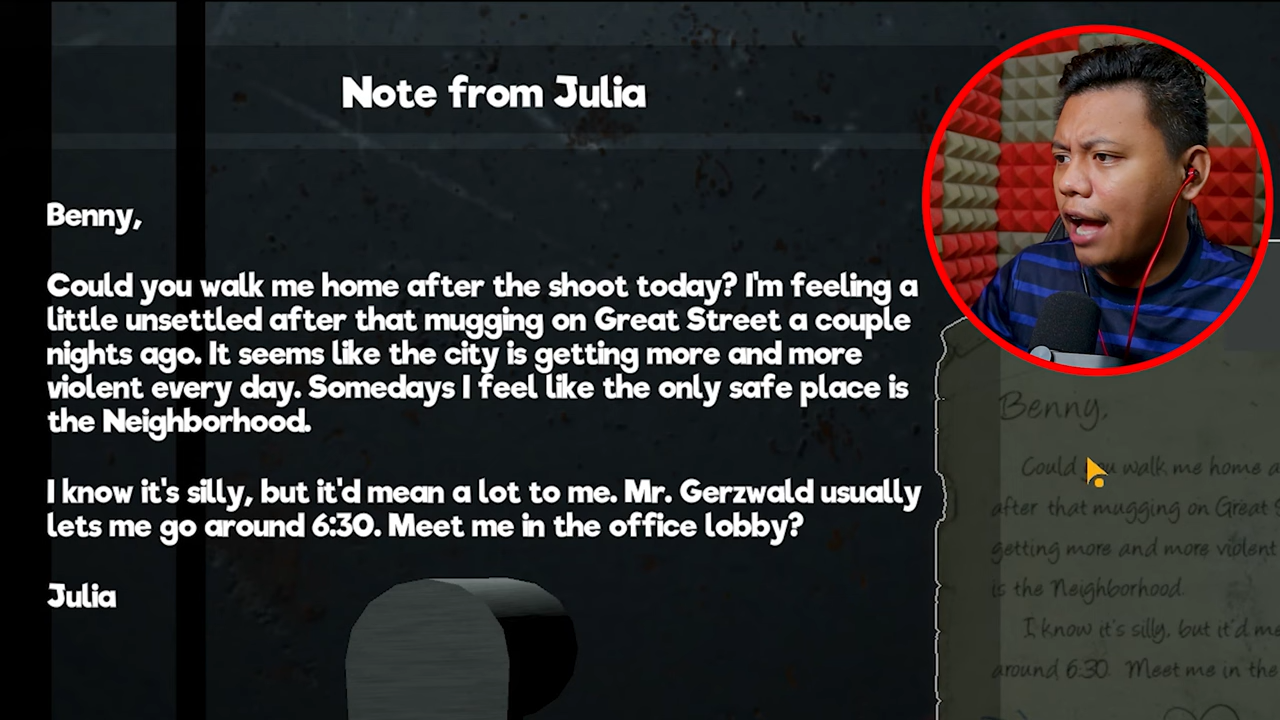 Note from Julia
Benny,
Could you walk me home after the shoot today? I'm feeling a
little unsettled after that mugging on Great Street a couple
nights ago. It seems like the city is getting more and more
violent every day. Somedays I feel like the only safe place is
the Neighborhood.
I know it's silly, but it'd mean a lot to me. Mr. Gerzwald usually
lets me go around 6:30. Meet me in the office lobby?
Julia
Benny,
Could you walk me home
after that mugging on Great
getting more and more violent
is the Neighborhood.
I know it's silly, but it'd
around 6:30. Meet me in the